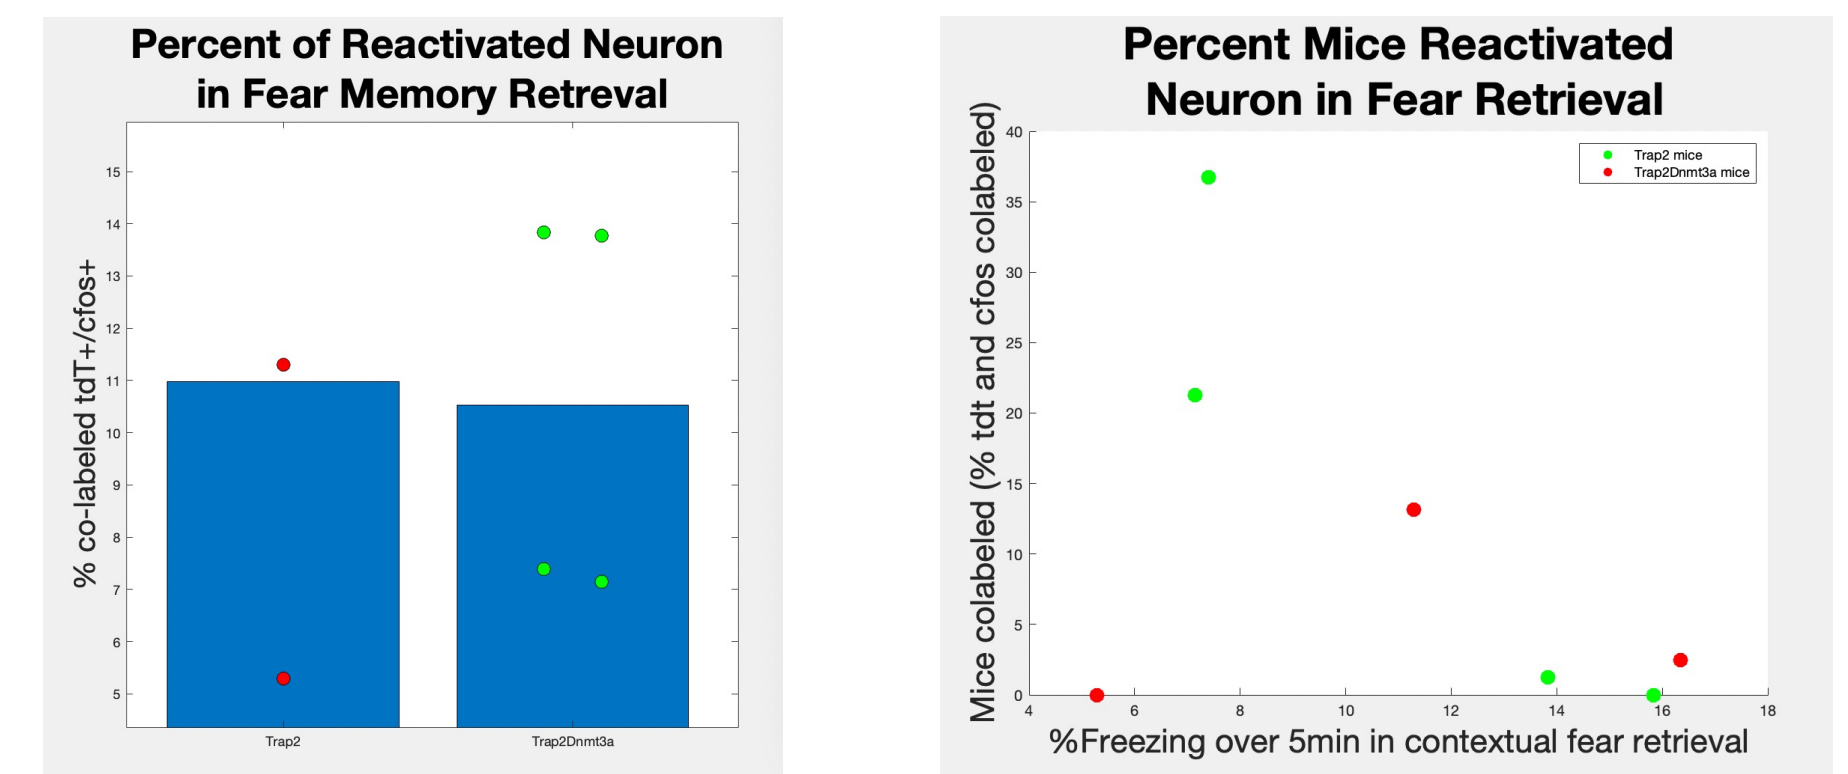 Percent of Reactivated Neuron
in Fear Memory Retreval
% co-labeled tdT+/cfos+
15
14
13
12
11
10
9
8
7
6
5
Trap2
Trap2Dnmt3a
Percent Mice Reactivated
Neuron in Fear Retrieval
Mice colabeled (% tdt and cfos colabeled)
40
35
30
25
20
15
10
5
0
4
6
8
10
12
14
16
18
Trap2 mice
Trap2Dnmt3a mice
%Freezing over 5min in contextual fear retrieval